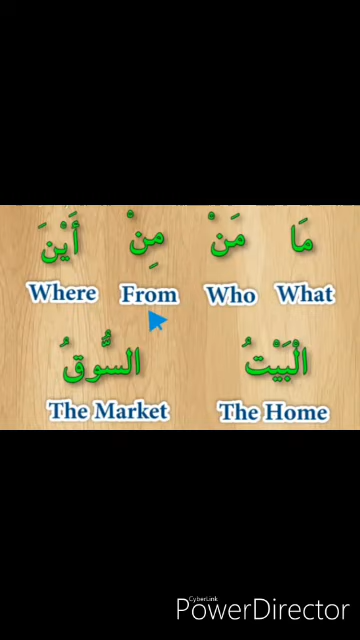 مَا مَنْ مِنْ أَيْنَ
What Who From Where
الْبَيْتُ السُّوقُ
The Home The Market
CyberLink
PowerDirector